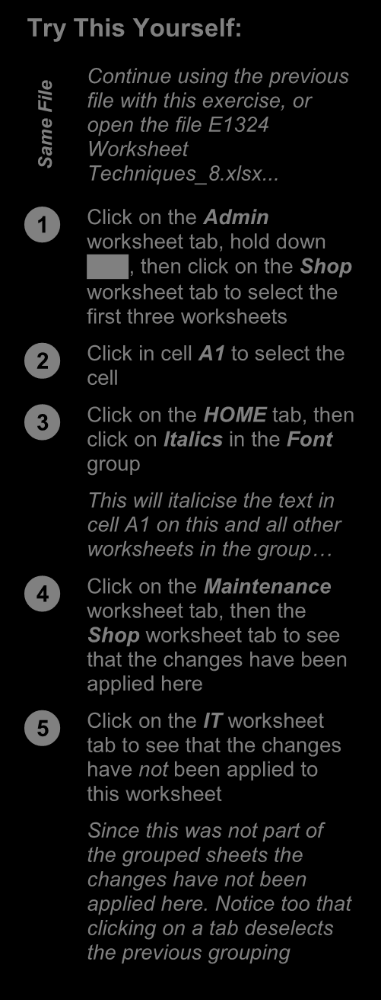 Try This Yourself:
Same File
Continue using the previous
file with this exercise, or
open the file E1324
Worksheet
Techniques_8.xlsx...
1
Click on the Admin
worksheet tab, hold down
, then click on the Shop
worksheet tab to select the
first three worksheets
2
Click in cell A1 to select the
cell
3
Click on the HOME tab, then
click on Italics in the Font
group
This will italicise the text in
cell A1 on this and all other
worksheets in the group…
4
Click on the Maintenance
worksheet tab, then the
Shop worksheet tab to see
that the changes have been
applied here
5
Click on the IT worksheet
tab to see that the changes
have not been applied to
this worksheet
Since this was not part of
the grouped sheets the
changes have not been
applied here. Notice too that
clicking on a tab deselects
the previous grouping